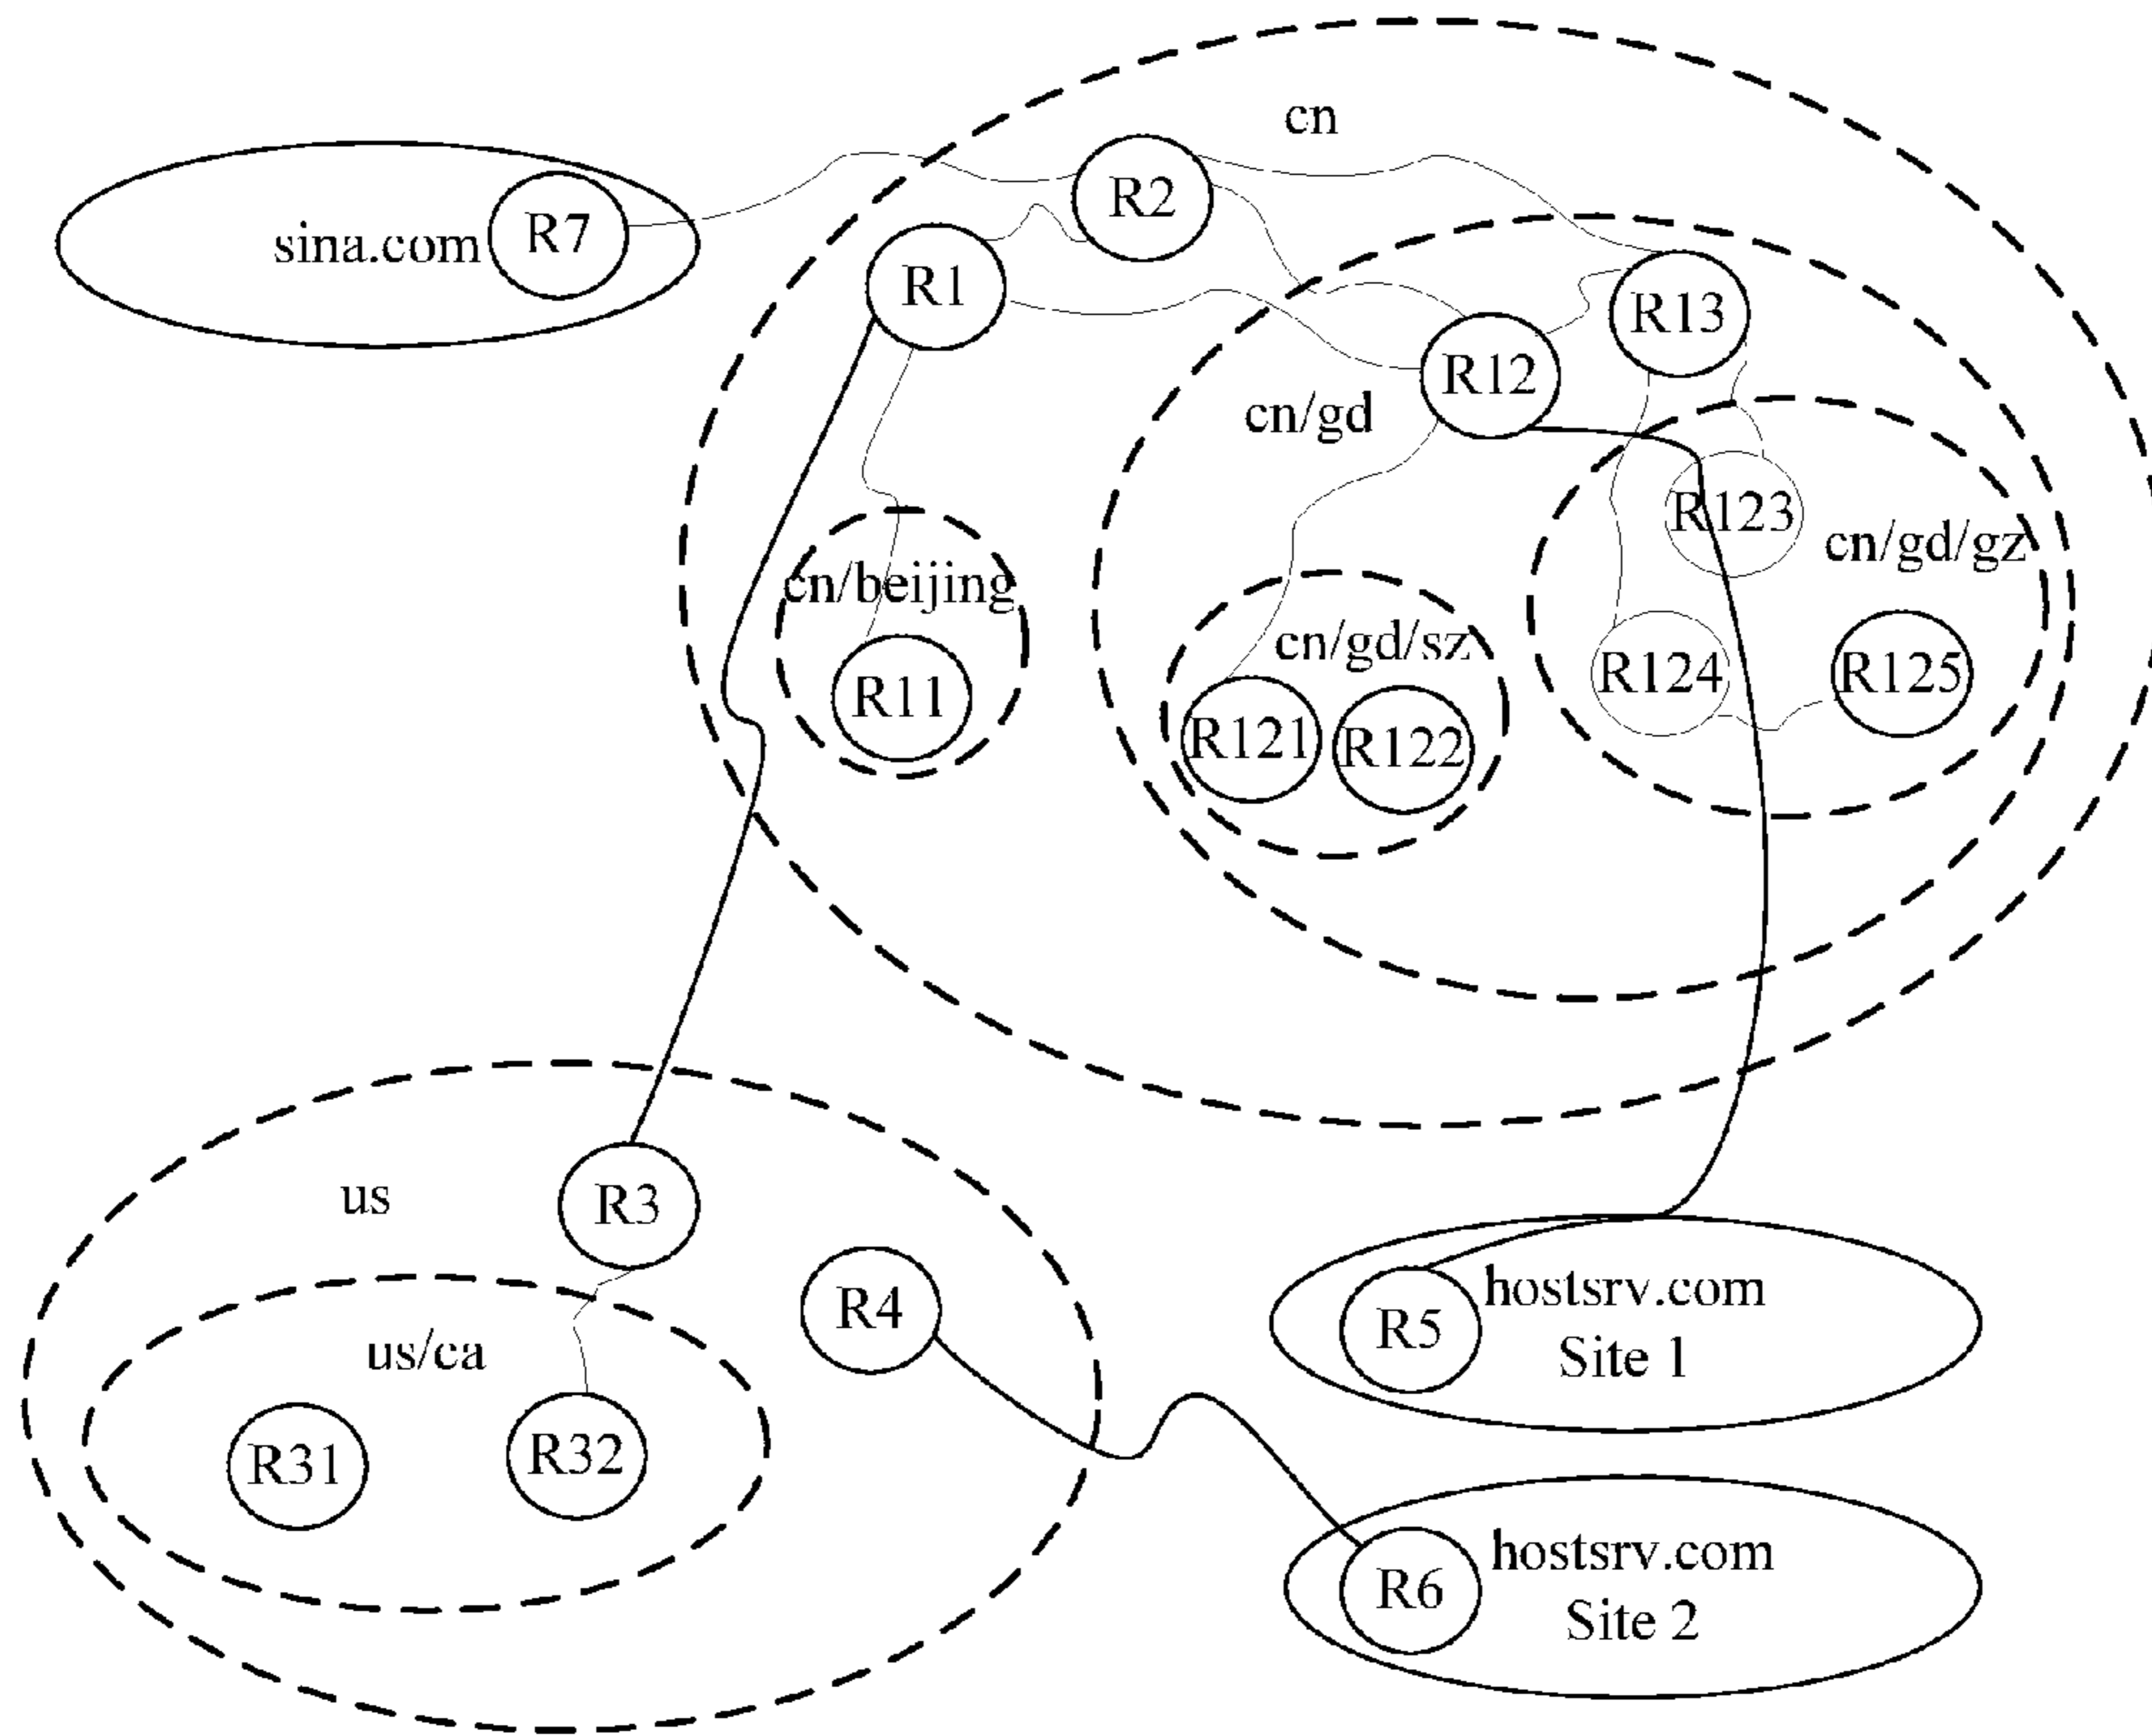 cn
R2
sina.com
R7
R1
R13
R12
cn/gd
R123
cn/gd/gz
cn/beijing
cn/gd/sz
R11
R121
R122
R124
R125
us
R3
R4
us/ca
R31
R32
hostsrv.com
R5
Site 1
hostsrv.com
R6
Site 2